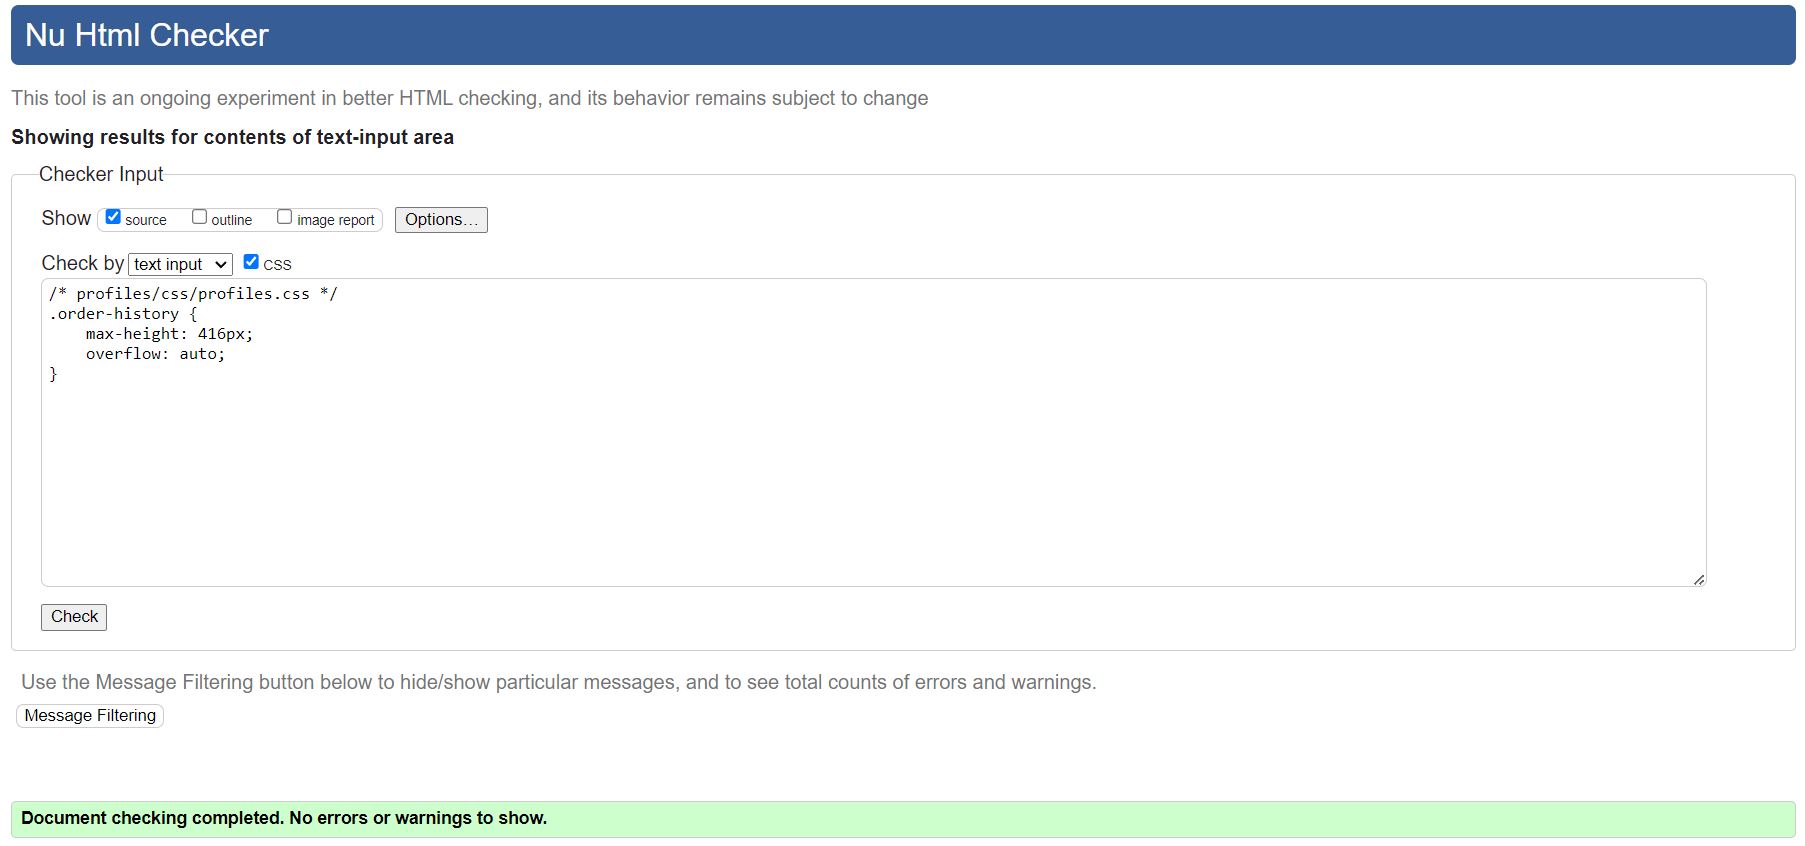 Nu Html Checker
This tool is an ongoing experiment in better HTML checking, and its behavior remains subject to change
Showing results for contents of text-input area
Checker Input
Show source outline image report Options...
Check by text input CSS
/* profiles/css/profiles.css */
.order-history {
    max-height: 416px;
    overflow: auto;
}
Check
Use the Message Filtering button below to hide/show particular messages, and to see total counts of errors and warnings.
Message Filtering
Document checking completed. No errors or warnings to show.